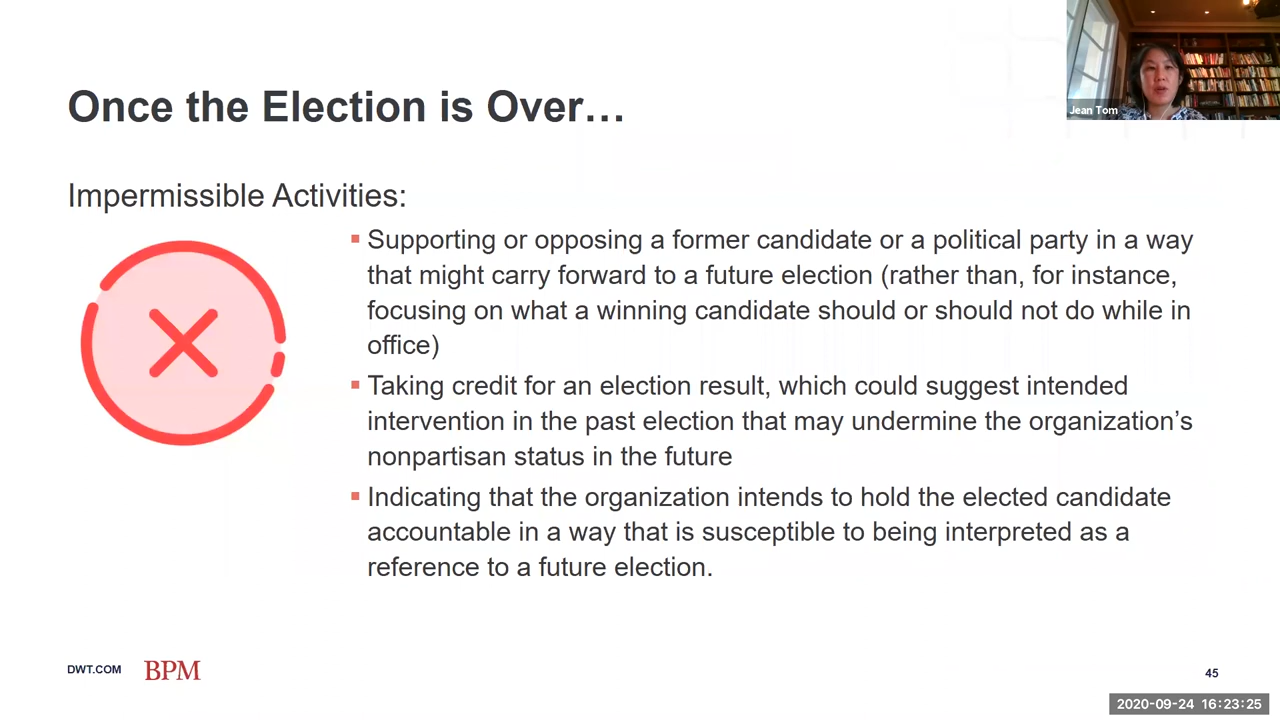 Once the Election is Over…
Jean Tom
Impermissible Activities:
▪ Supporting or opposing a former candidate or a political party in a way
that might carry forward to a future election (rather than, for instance,
focusing on what a winning candidate should or should not do while in
office)
▪ Taking credit for an election result, which could suggest intended
intervention in the past election that may undermine the organization’s
nonpartisan status in the future
▪ Indicating that the organization intends to hold the elected candidate
accountable in a way that is susceptible to being interpreted as a
reference to a future election.
DWT.COM BPM
45
2020-09-24 16:23:25